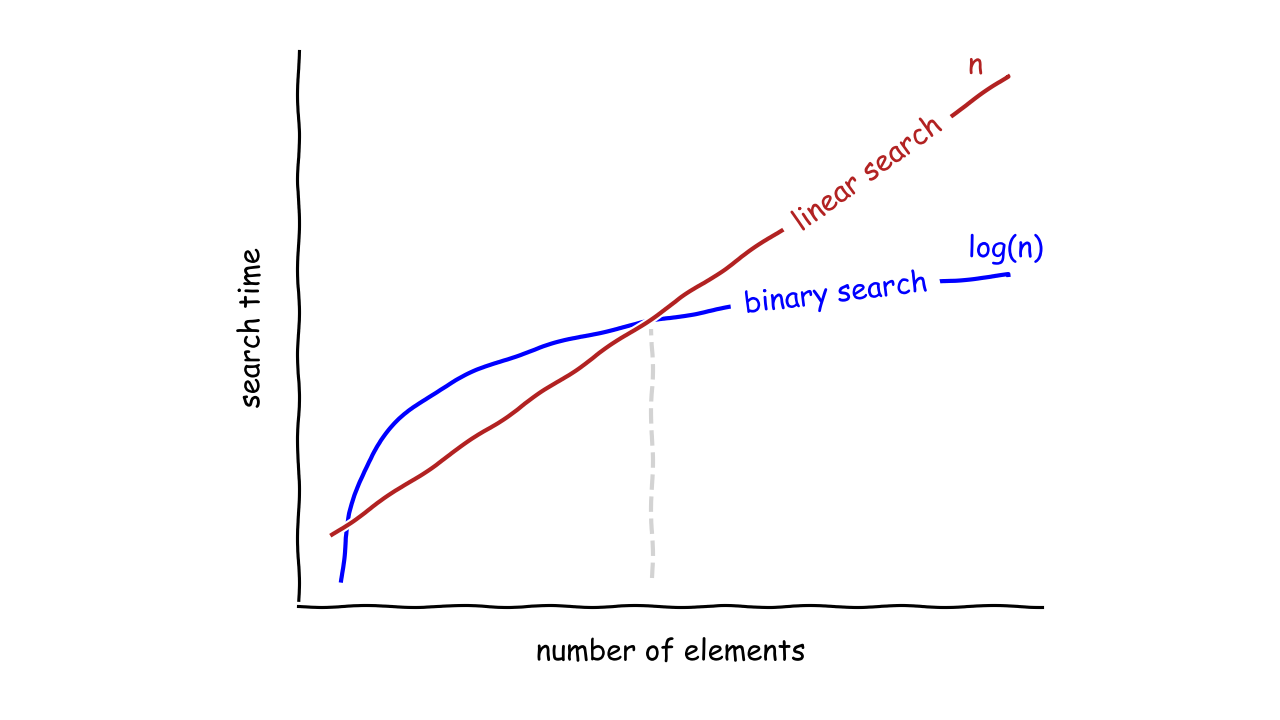 n
linear search
log(n)
binary search
search time
number of elements